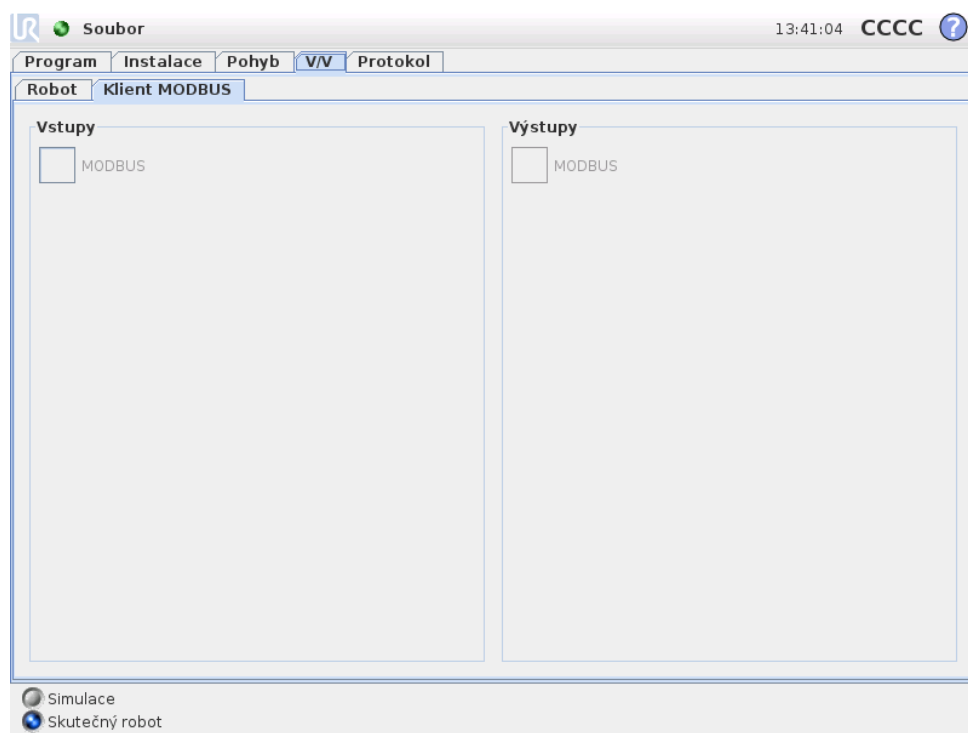 UR Soubor 13:41:04 CCCC ?
Program Instalace Pohyb V/V Protokol
Robot Klient MODBUS
Vstupy Výstupy
MODBUS MODBUS
Simulace
Skutečný robot